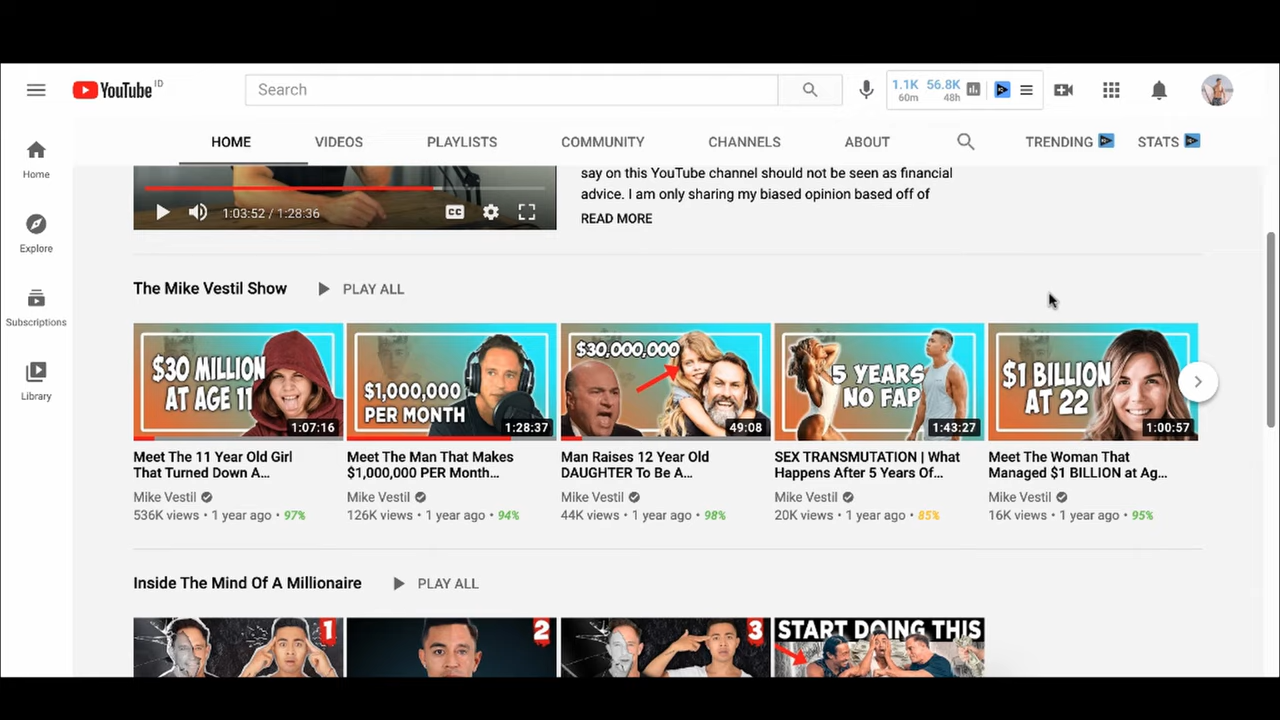 YouTube ID
Search
1.1K 56.8K
60m 48h
HOME VIDEOS PLAYLISTS COMMUNITY CHANNELS ABOUT TRENDING STATS
Home
Explore
Subscriptions
Library
1:03:52 / 1:28:36
CC
say on this YouTube channel should not be seen as financial
advice. I am only sharing my biased opinion based off of
READ MORE
The Mike Vestil Show PLAY ALL
$30 MILLION
AT AGE 11
1:07:16
Meet The 11 Year Old Girl
That Turned Down A...
Mike Vestil
536K views • 1 year ago • 97%
$1,000,000
PER MONTH
1:28:37
Meet The Man That Makes
$1,000,000 PER Month...
Mike Vestil
126K views • 1 year ago • 94%
$30,000,000
49:08
Man Raises 12 Year Old
DAUGHTER To Be A...
Mike Vestil
44K views • 1 year ago • 98%
5 YEARS
NO FAP
1:43:27
SEX TRANSMUTATION | What
Happens After 5 Years Of...
Mike Vestil
20K views • 1 year ago • 85%
$1 BILLION
AT 22
1:00:57
Meet The Woman That
Managed $1 BILLION at Ag...
Mike Vestil
16K views • 1 year ago • 95%
Inside The Mind Of A Millionaire PLAY ALL
1
2
3
START DOING THIS